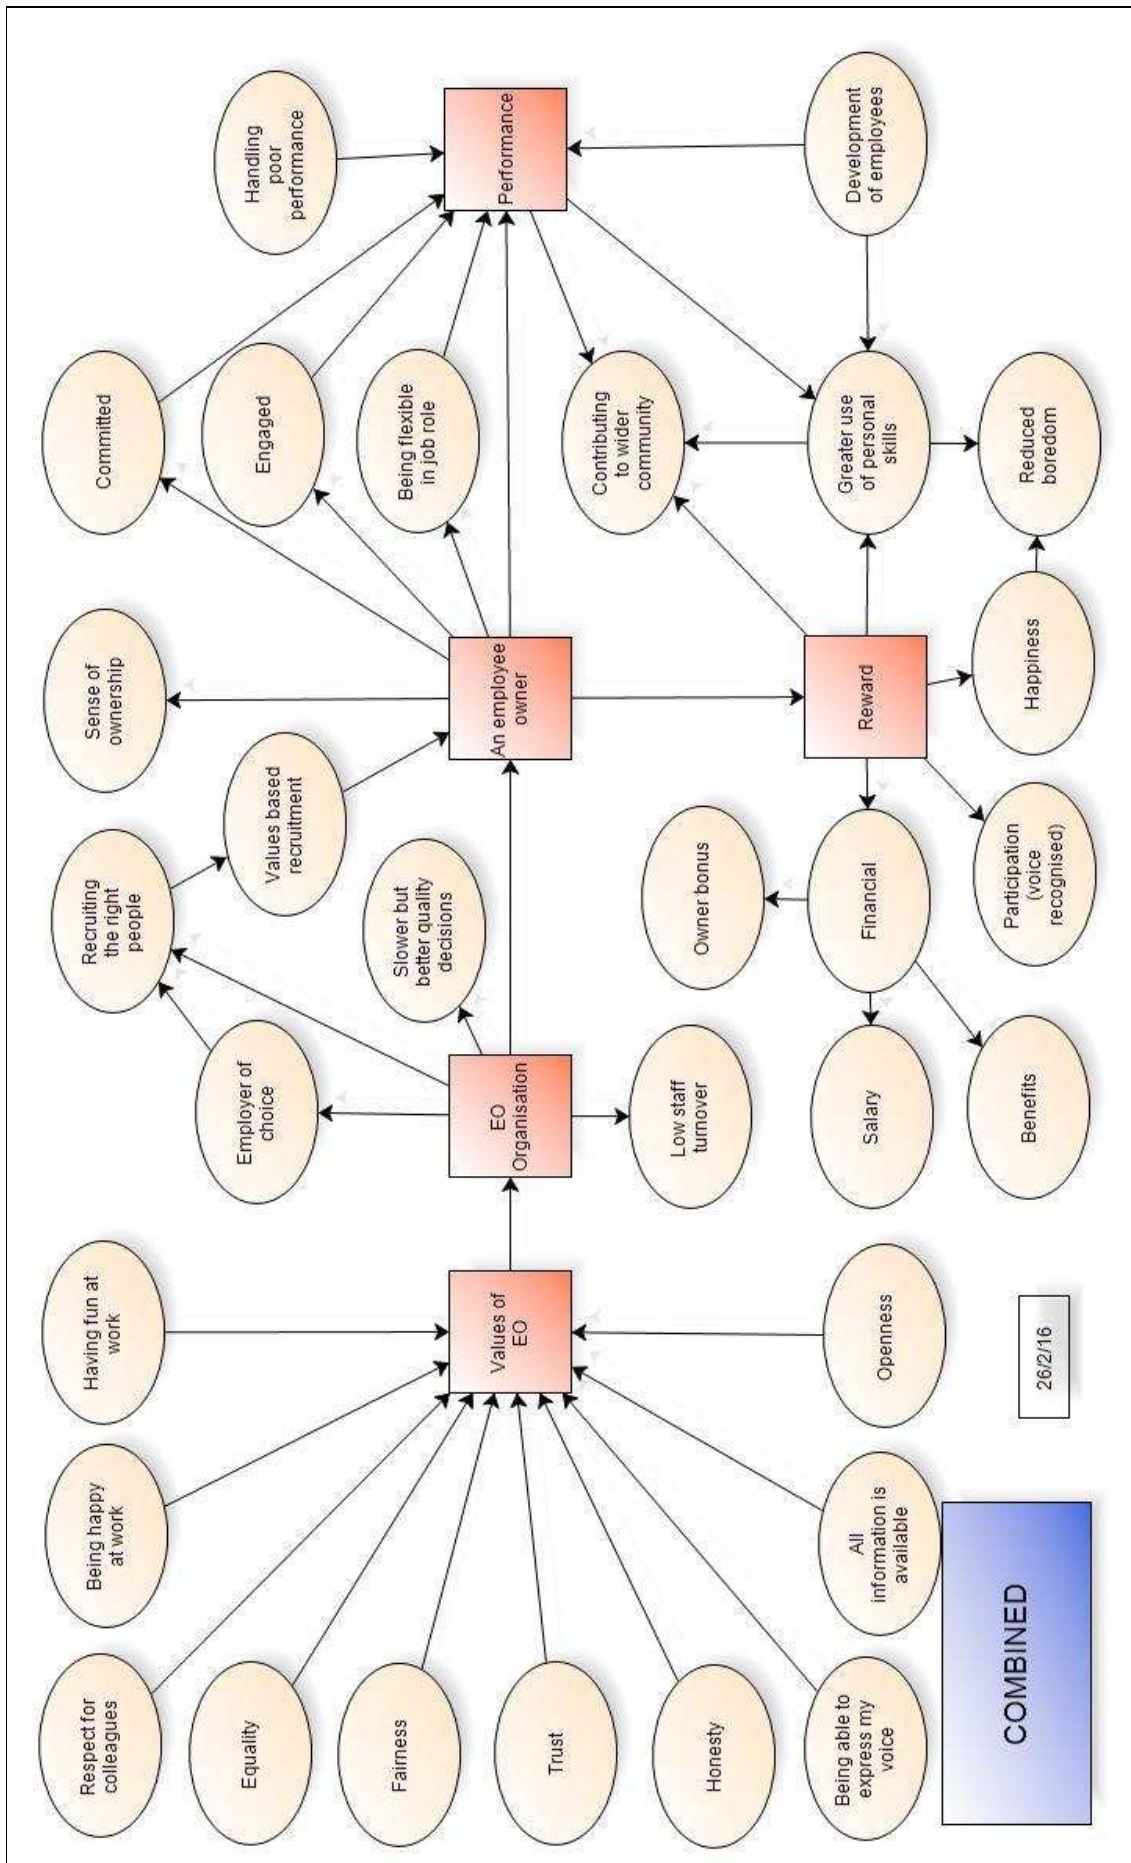 Respect for
colleagues
Being happy
at work
Having fun at
work
Recruiting
the right
people
Sense of
ownership
Committed
Equality
Employer of
choice
Values based
recruitment
Engaged
Handling
poor
performance
Fairness
Slower but
better quality
decisions
Being flexible
in job role
Trust
Values of
EO
EO
Organisation
An employee
owner
Performance
Honesty
Low staff
turnover
Owner bonus
Contributing
to wider
community
Being able to
express my
voice
All
information is
available
Openness
Salary
Financial
Reward
Greater use
of personal
skills
Development
of employees
COMBINED
26/2/16
Benefits
Participation
(voice
recognised)
Happiness
Reduced
boredom